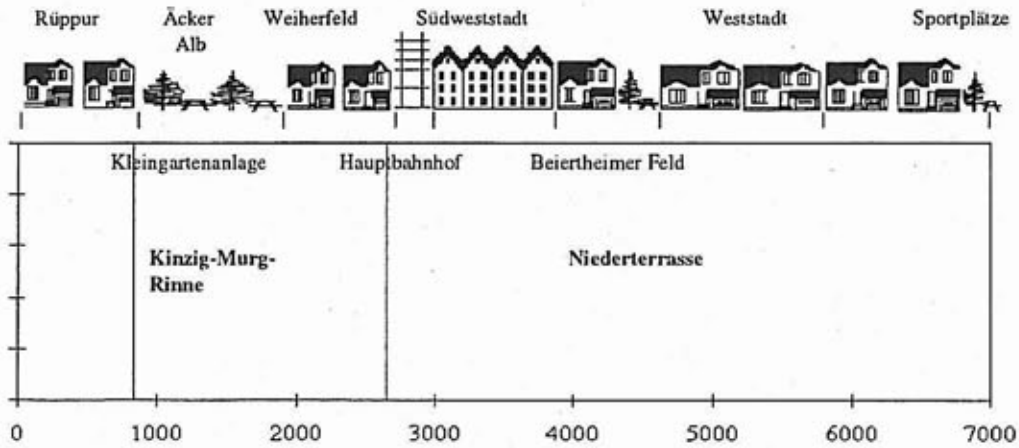 Rüppur Äcker Weiherfeld Südweststadt Weststadt Sportplätze
Alb
Kleingartenanlage Hauptbahnhof Beiertheimer Feld
Kinzig-Murg- Niederterrasse
Rinne
0 1000 2000 3000 4000 5000 6000 7000